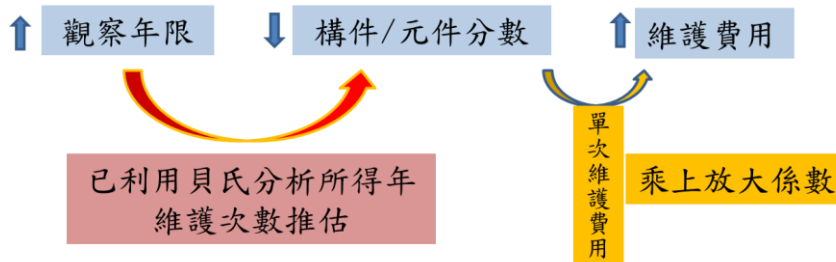 觀察年限
構件/元件分數
維護費用
已利用貝氏分析所得年
維護次數推估
單次維護費用
乘上放大係數